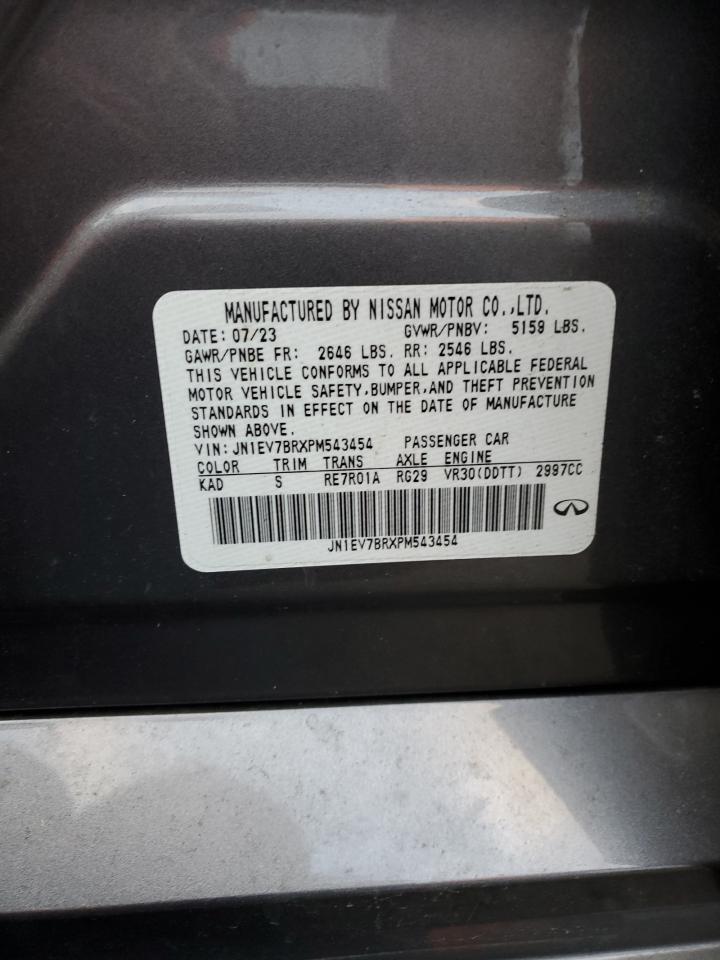 MANUFACTURED BY NISSAN MOTOR CO.,LTD.
DATE: 07/23 GVWR/PNBV: 5159 LBS.
GAWR/PNBE FR: 2646 LBS. RR: 2546 LBS.
THIS VEHICLE CONFORMS TO ALL APPLICABLE FEDERAL
MOTOR VEHICLE SAFETY,BUMPER,AND THEFT PREVENTION
STANDARDS IN EFFECT ON THE DATE OF MANUFACTURE
SHOWN ABOVE.
VIN: JN1EV7BRXPM543454 PASSENGER CAR
COLOR TRIM TRANS AXLE ENGINE
KAD S RE7R01A RG29 VR30(DDTT) 2997CC
JN1EV7BRXPM543454